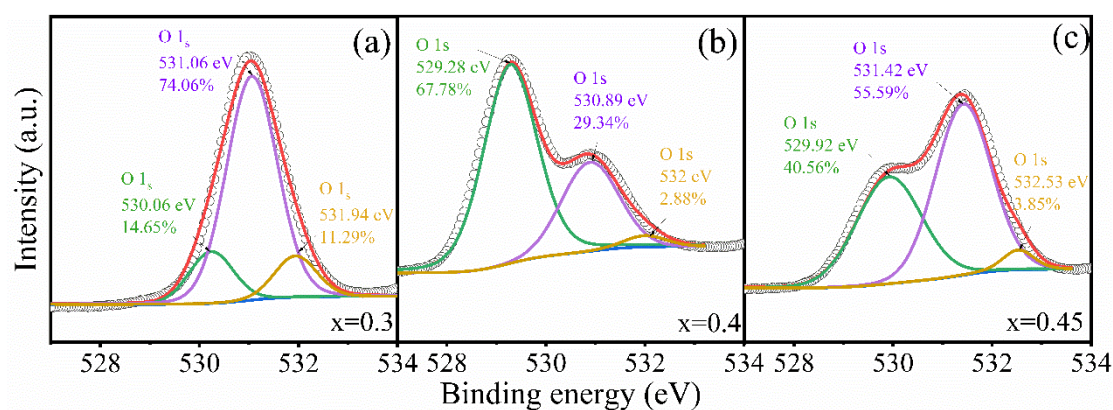 Intensity (a.u.)
(a)
O 1s
531.06 eV
74.06%
O 1s
530.06 eV
14.65%
O 1s
531.94 eV
11.29%
x=0.3
(b)
O 1s
529.28 eV
67.78%
O 1s
530.89 eV
29.34%
O 1s
532 eV
2.88%
x=0.4
(c)
O 1s
531.42 eV
55.59%
O 1s
529.92 eV
40.56%
O 1s
532.53 eV
3.85%
x=0.45
528 530 532 534 528 530 532 534 528 530 532 534
Binding energy (eV)